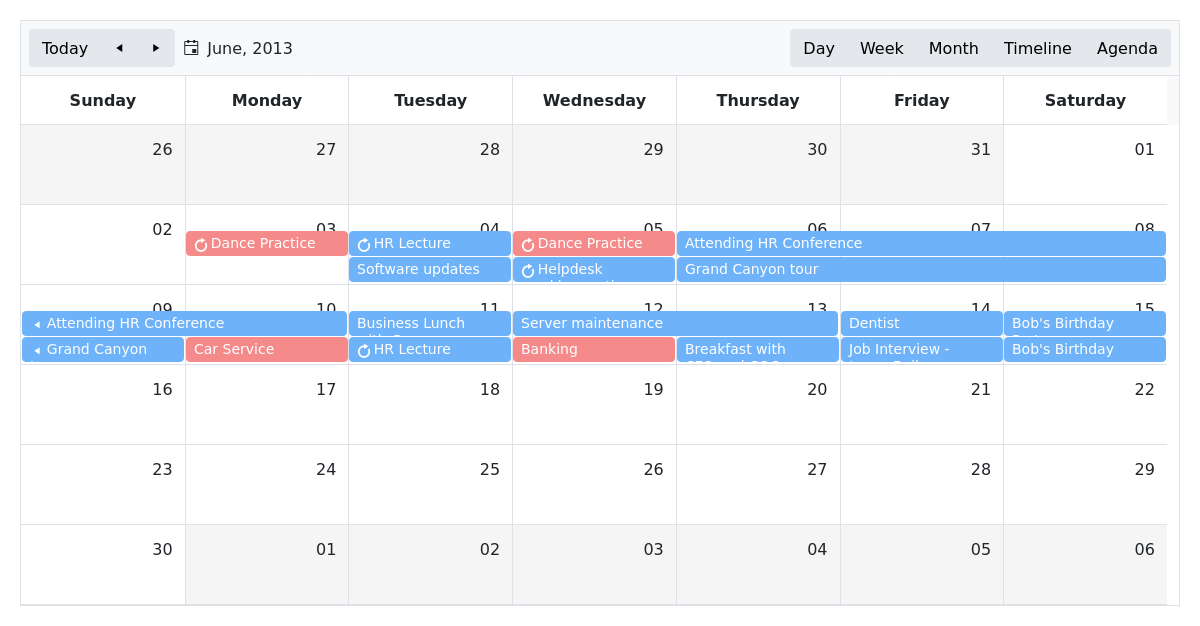 Today June, 2013 Day Week Month Timeline Agenda
Sunday Monday Tuesday Wednesday Thursday Friday Saturday
26 27 28 29 30 31 01
02 03 04 05 06 07 08
Dance Practice HR Lecture Dance Practice Attending HR Conference
Software updates Helpdesk Grand Canyon tour
09 10 11 12 13 14 15
Attending HR Conference Business Lunch Server maintenance Dentist Bob's Birthday
Grand Canyon Car Service HR Lecture Banking Breakfast with Job Interview - Bob's Birthday
16 17 18 19 20 21 22
23 24 25 26 27 28 29
30 01 02 03 04 05 06